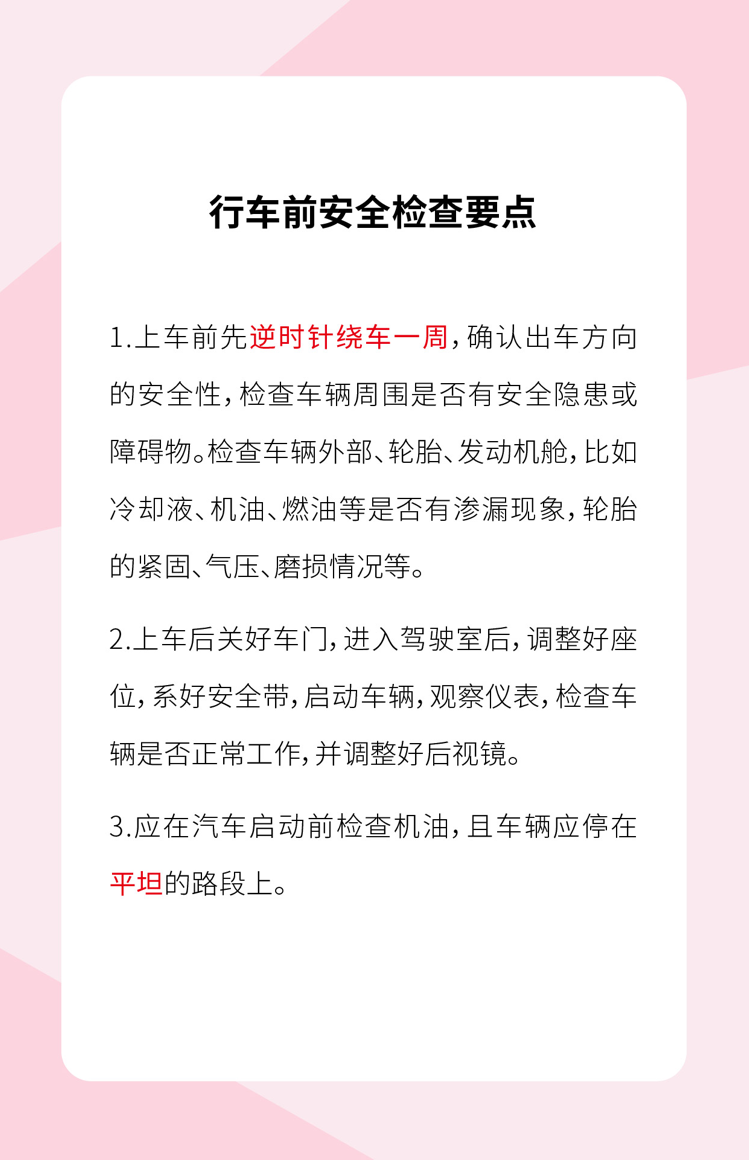 行车前安全检查要点
1.上车前先逆时针绕车一周，确认出车方向
的安全性，检查车辆周围是否有安全隐患或
障碍物。检查车辆外部、轮胎、发动机舱，比如
冷却液、机油、燃油等是否有渗漏现象，轮胎
的紧固、气压、磨损情况等。
2.上车后关好车门，进入驾驶室后，调整好座
位，系好安全带，启动车辆，观察仪表，检查车
辆是否正常工作，并调整好后视镜。
3.应在汽车启动前检查机油，且车辆应停在
平坦的路段上。